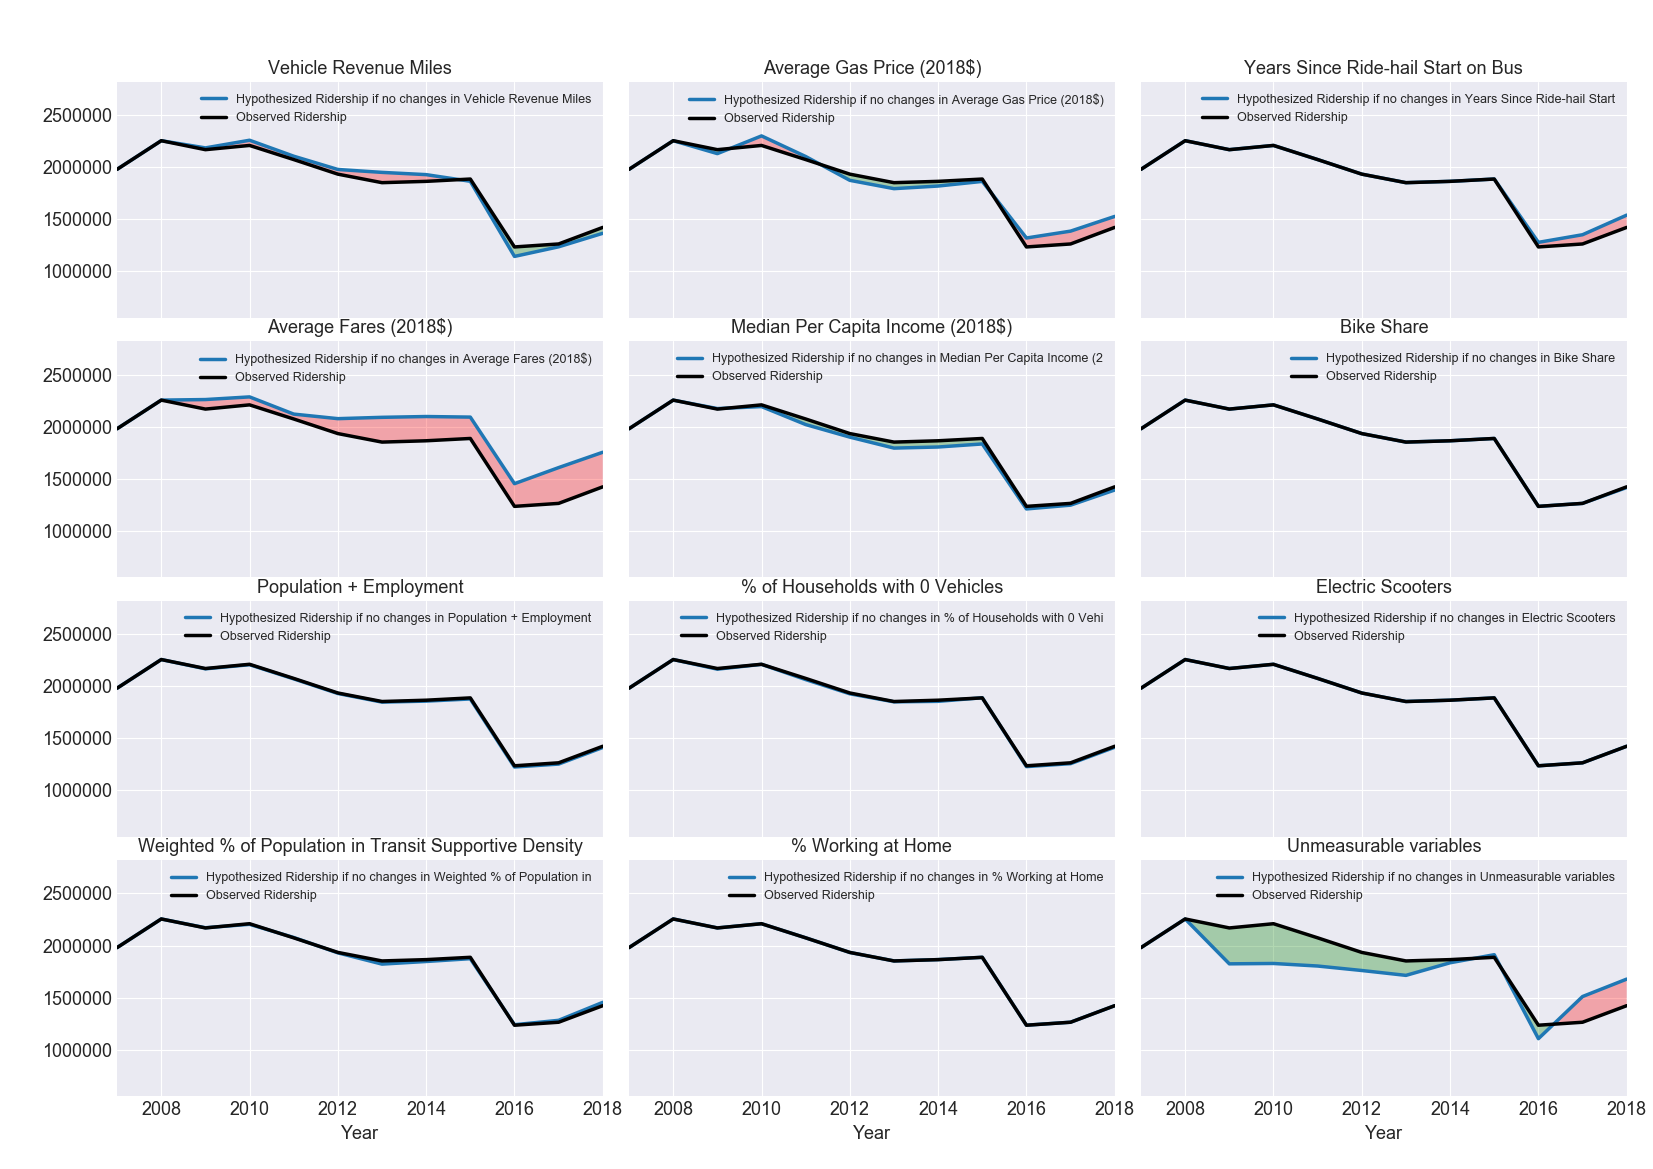 Vehicle Revenue Miles
Hypothesized Ridership if no changes in Vehicle Revenue Miles
Observed Ridership
2500000
2000000
1500000
1000000
Average Gas Price (2018$)
Hypothesized Ridership if no changes in Average Gas Price (2018$)
Observed Ridership
Years Since Ride-hail Start on Bus
Hypothesized Ridership if no changes in Years Since Ride-hail Start
Observed Ridership
Average Fares (2018$)
Hypothesized Ridership if no changes in Average Fares (2018$)
Observed Ridership
2500000
2000000
1500000
1000000
Median Per Capita Income (2018$)
Hypothesized Ridership if no changes in Median Per Capita Income (2
Observed Ridership
Bike Share
Hypothesized Ridership if no changes in Bike Share
Observed Ridership
Population + Employment
Hypothesized Ridership if no changes in Population + Employment
Observed Ridership
2500000
2000000
1500000
1000000
% of Households with 0 Vehicles
Hypothesized Ridership if no changes in % of Households with 0 Vehi
Observed Ridership
Electric Scooters
Hypothesized Ridership if no changes in Electric Scooters
Observed Ridership
Weighted % of Population in Transit Supportive Density
Hypothesized Ridership if no changes in Weighted % of Population in
Observed Ridership
2500000
2000000
1500000
1000000
2008 2010 2012 2014 2016 2018
Year
% Working at Home
Hypothesized Ridership if no changes in % Working at Home
Observed Ridership
2008 2010 2012 2014 2016 2018
Year
Unmeasurable variables
Hypothesized Ridership if no changes in Unmeasurable variables
Observed Ridership
2008 2010 2012 2014 2016 2018
Year